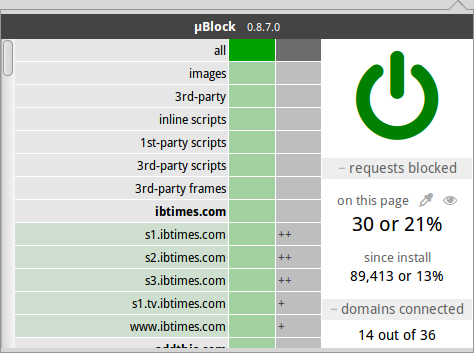 µBlock 0.8.7.0
all
images
3rd-party
inline scripts
1st-party scripts
3rd-party scripts
3rd-party frames
ibtimes.com
s1.ibtimes.com ++
s2.ibtimes.com ++
s3.ibtimes.com ++
s1.tv.ibtimes.com +
www.ibtimes.com +
− requests blocked
on this page
30 or 21%
since install
89,413 or 13%
− domains connected
14 out of 36